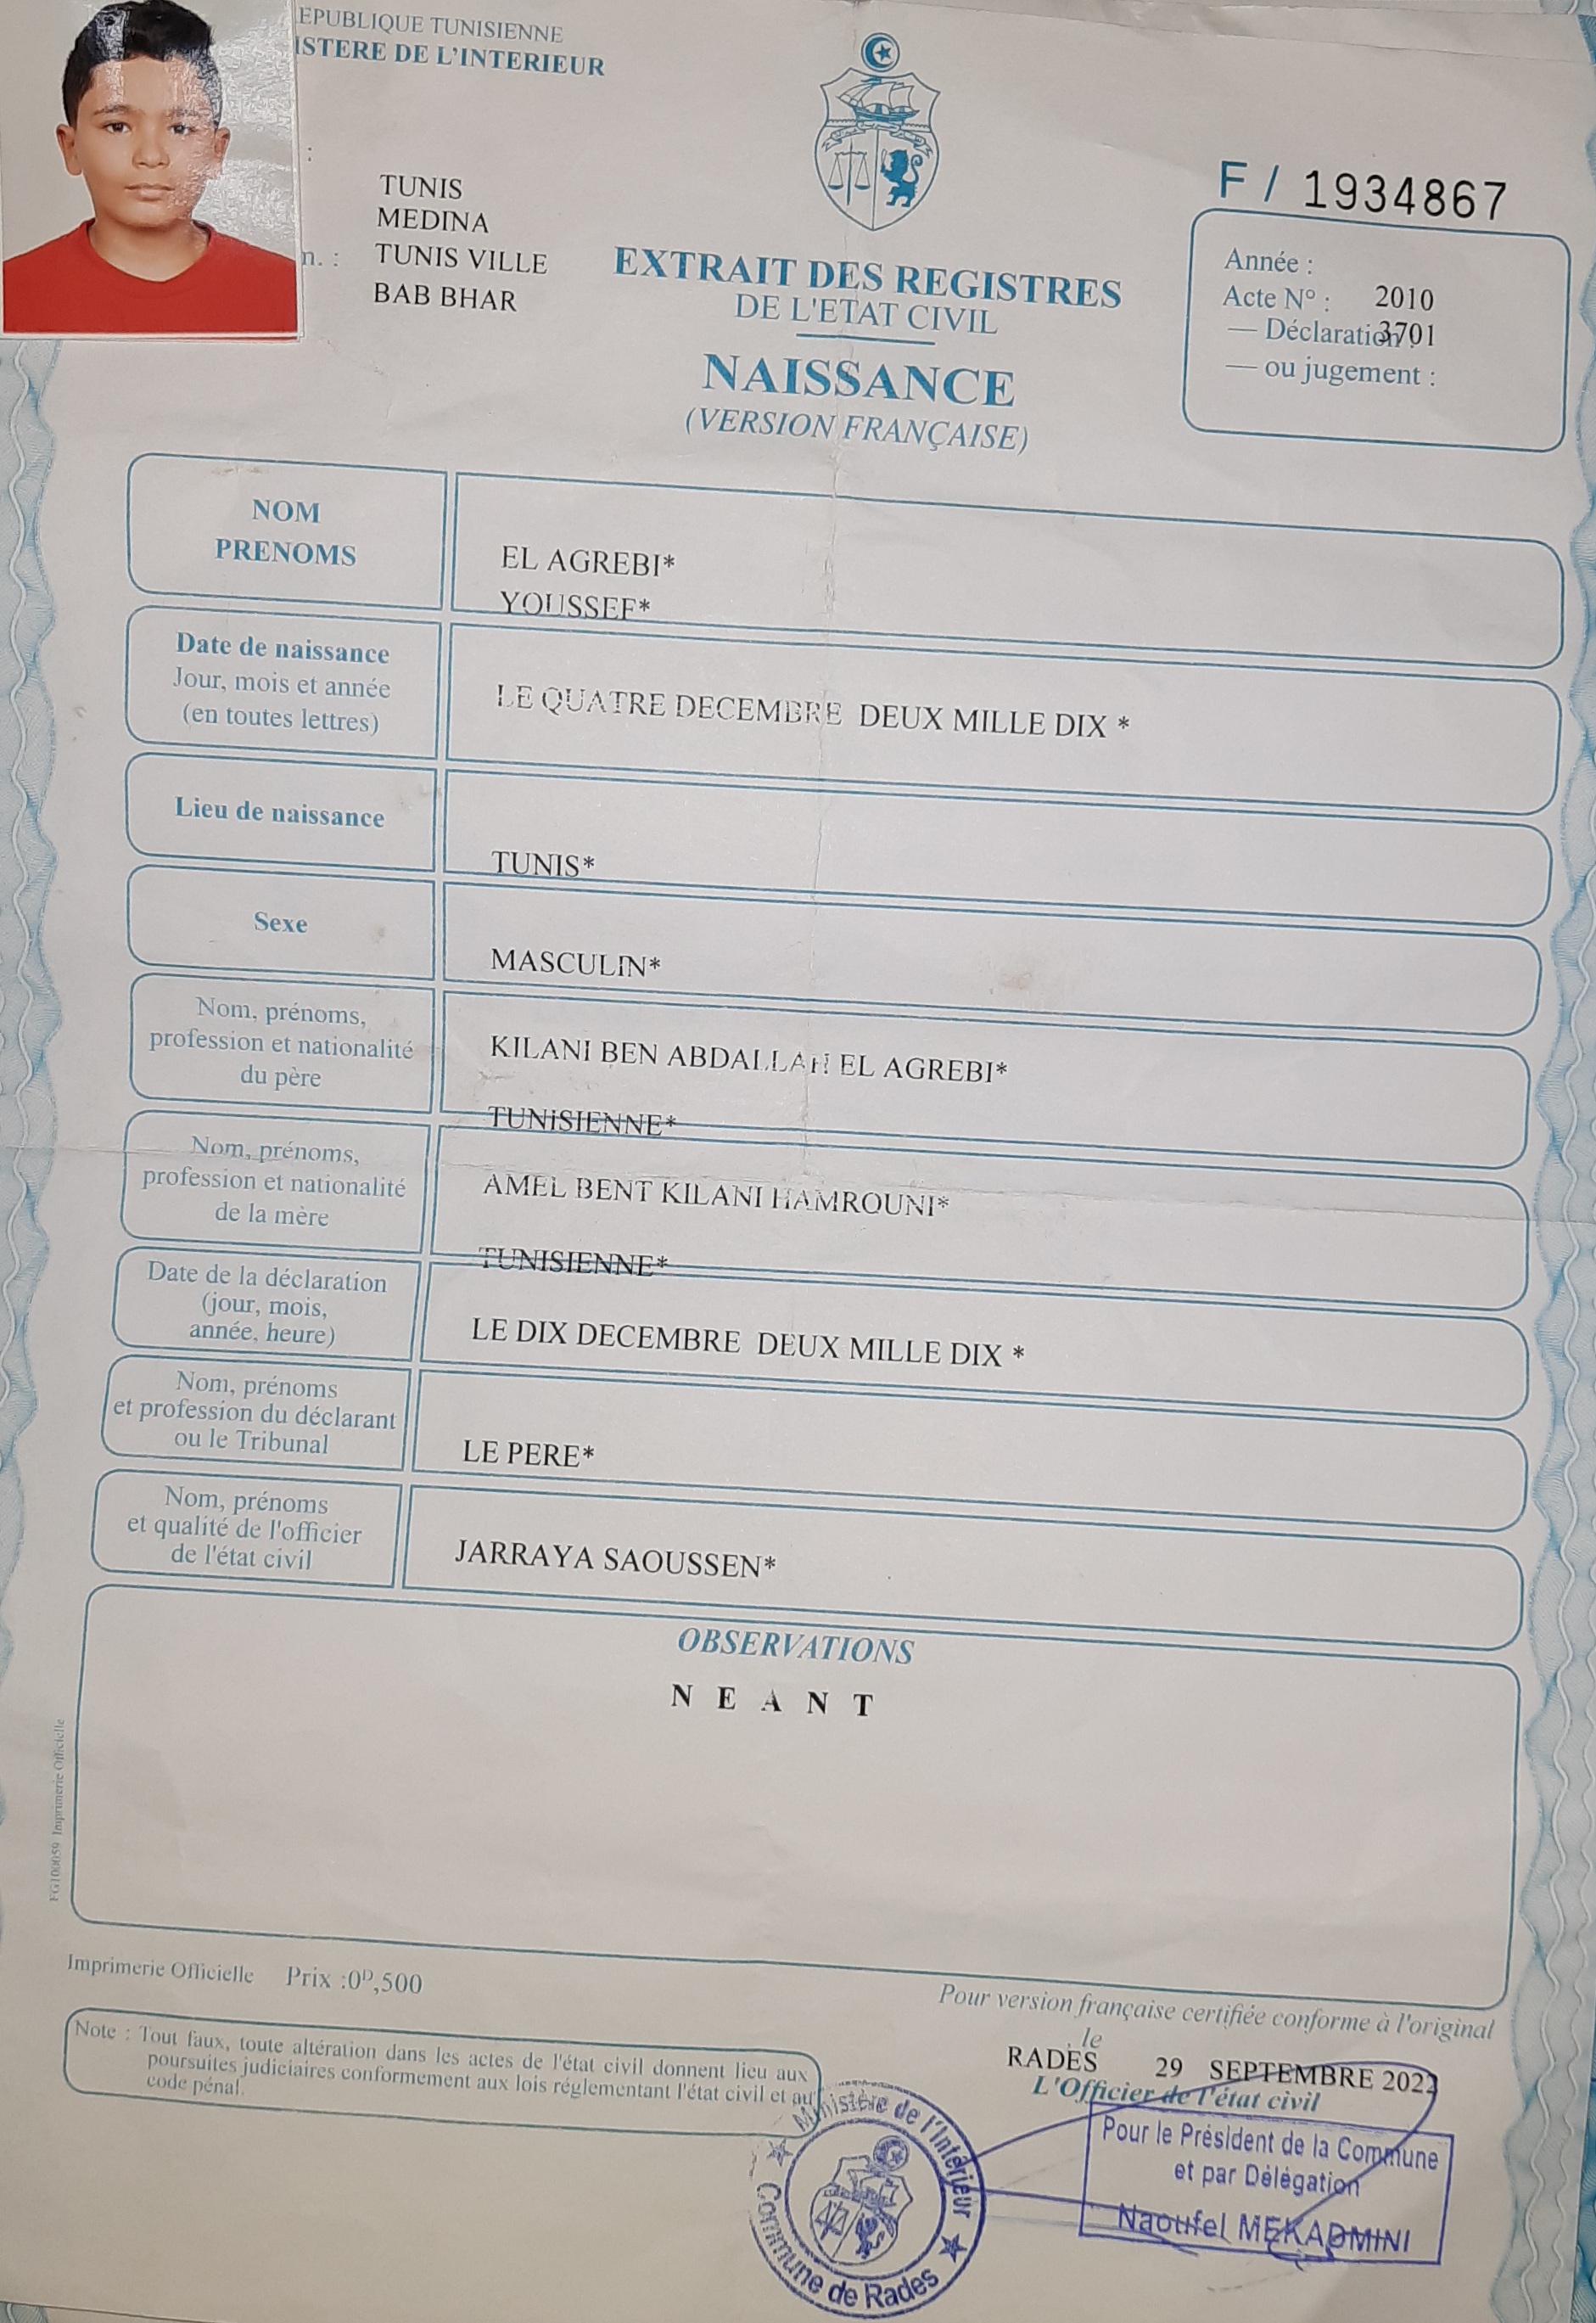 EPUBLIQUE TUNISIENNE
ISTERE DE L'INTERIEUR
:
TUNIS
MEDINA
n. : TUNIS VILLE
BAB BHAR
EXTRAIT DES REGISTRES
DE L'ETAT CIVIL
NAISSANCE
(VERSION FRANÇAISE)
F / 1934867
Année :
Acte Nº : 2010
— Déclaration : 3701
— ou jugement :
NOM
PRENOMS
EL AGREBI*
YOUSSEF*
Date de naissance
Jour, mois et année
(en toutes lettres)
LE QUATRE DECEMBRE DEUX MILLE DIX *
Lieu de naissance
TUNIS*
Sexe
MASCULIN*
Nom, prénoms,
profession et nationalité
du père
KILANI BEN ABDALLAH EL AGREBI*
TUNISIENNE*
Nom, prénoms,
profession et nationalité
de la mère
AMEL BENT KILANI HAMROUNI*
TUNISIENNE*
Date de la déclaration
(jour, mois,
année, heure)
LE DIX DECEMBRE DEUX MILLE DIX *
Nom, prénoms
et profession du déclarant
ou le Tribunal
LE PERE*
Nom, prénoms
et qualité de l'officier
de l'état civil
JARRAYA SAOUSSEN*
OBSERVATIONS
N E A N T
FG100059 Imprimerie Officielle
Imprimerie Officielle Prix :0ᴰ,500
Note : Tout faux, toute altération dans les actes de l'état civil donnent lieu aux
poursuites judiciaires conformement aux lois réglementant l'état civil et au
code pénal.
Pour version française certifiée conforme à l'original
le
RADES 29 SEPTEMBRE 2022
L'Officier de l'état civil
Pour le Président de la Commune
et par Délégation
Naoufel MEKADMINI
Ministère de l'Intérieur
Commune de Rades